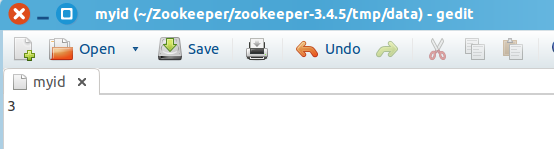 myid (~/Zookeeper/zookeeper-3.4.5/tmp/data) - gedit
Open Save Undo
myid
3